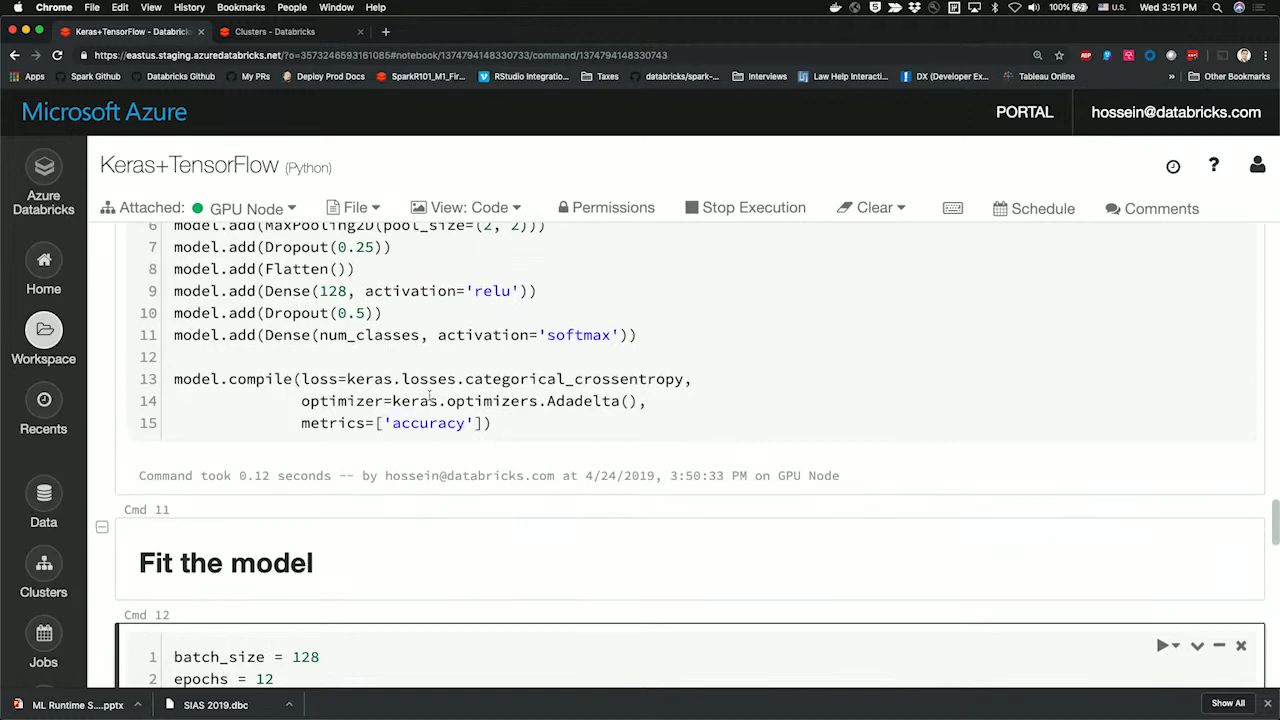 Chrome File Edit View History Bookmarks People Window Help 100% U.S. Wed 3:51 PM
Keras+TensorFlow - Databrick Clusters - Databricks
https://eastus.staging.azuredatabricks.net/?o=3573246593161085#notebook/1374794148330733/command/1374794148330743
Apps Spark Github Databricks Github My PRs Deploy Prod Docs SparkR101_M1_Fir... RStudio Integratio... Taxes databricks/spark-... Interviews Law Help Interacti... DX (Developer Ex... Tableau Online » Other Bookmarks
Microsoft Azure PORTAL hossein@databricks.com
Keras+TensorFlow (Python)
Attached: GPU Node File View: Code Permissions Stop Execution Clear Schedule Comments
Azure
Databricks
Home
Workspace
Recents
Data
Clusters
Jobs
6 model.add(MaxPooling2D(pool_size=(2, 2)))
7 model.add(Dropout(0.25))
8 model.add(Flatten())
9 model.add(Dense(128, activation='relu'))
10 model.add(Dropout(0.5))
11 model.add(Dense(num_classes, activation='softmax'))
12
13 model.compile(loss=keras.losses.categorical_crossentropy,
14 optimizer=keras.optimizers.Adadelta(),
15 metrics=['accuracy'])
Command took 0.12 seconds -- by hossein@databricks.com at 4/24/2019, 3:50:33 PM on GPU Node
Cmd 11
Fit the model
Cmd 12
1 batch_size = 128
2 epochs = 12
ML Runtime S....pptx SIAS 2019.dbc Show All